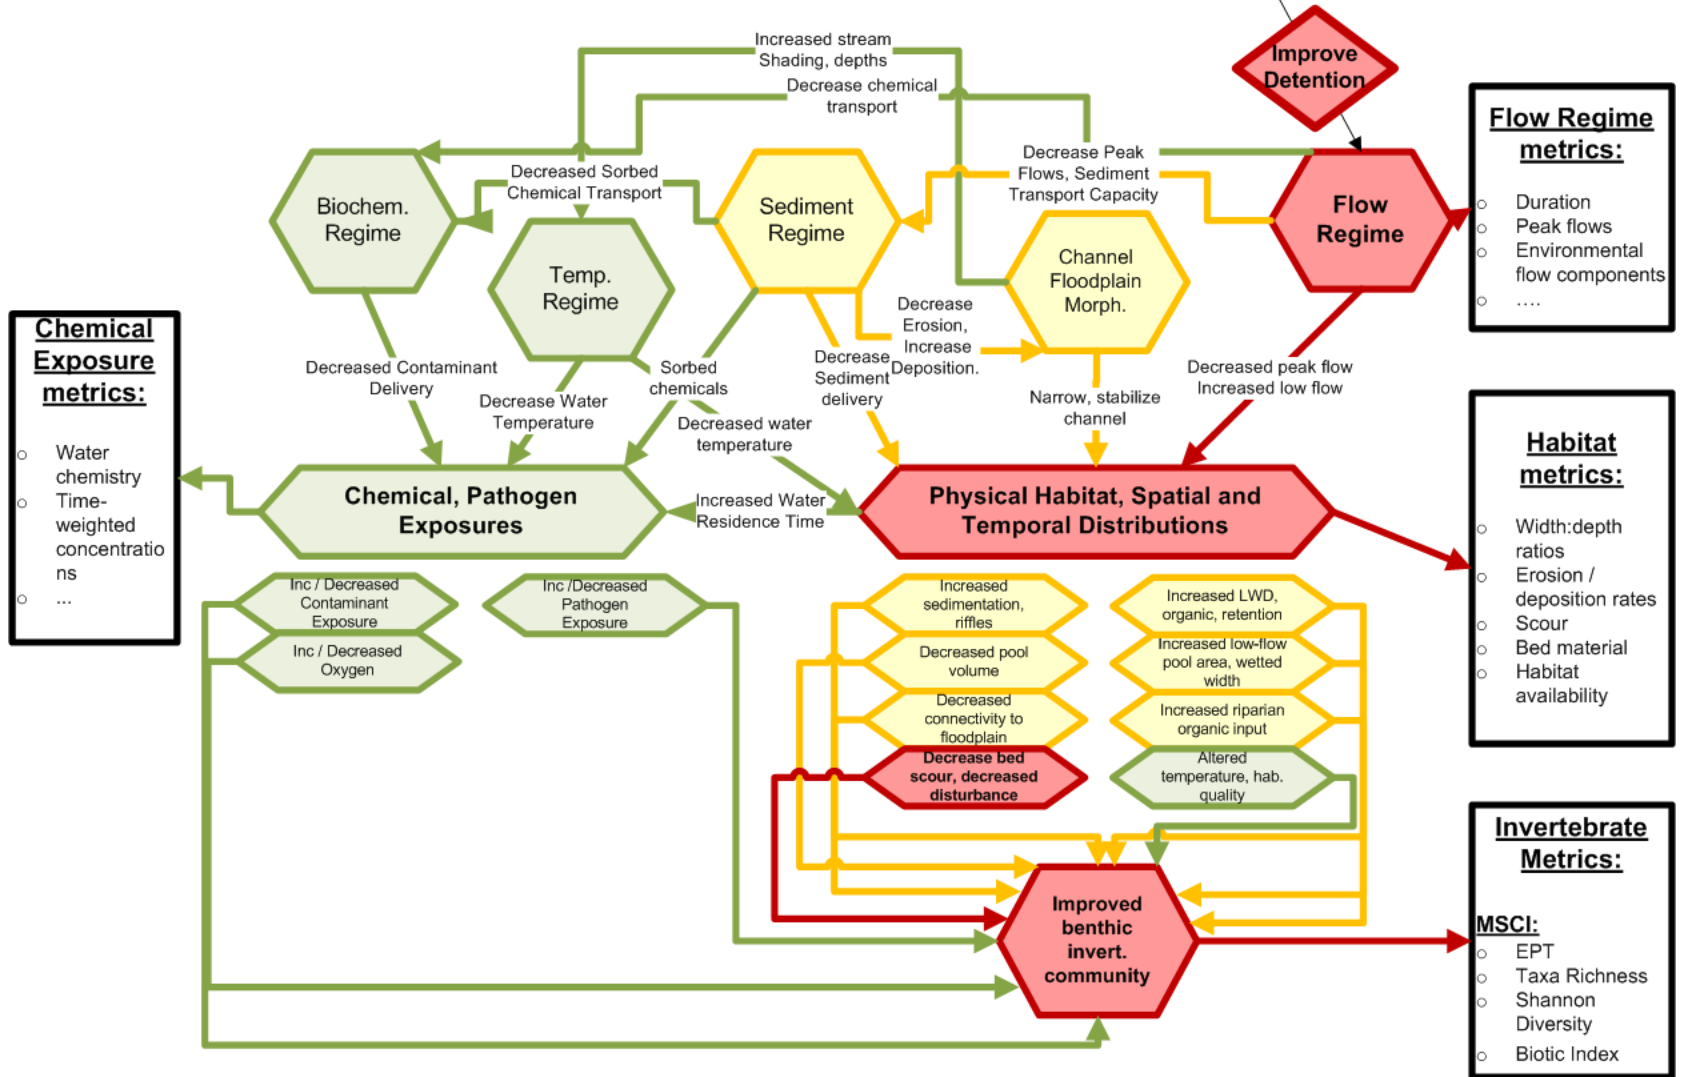 Improve
Detention
Increased stream
Shading, depths
Decrease chemical
transport
Decreased Sorbed
Chemical Transport
Decrease Peak
Flows, Sediment
Transport Capacity
Biochem.
Regime
Temp.
Regime
Sediment
Regime
Channel
Floodplain
Morph.
Flow
Regime
Flow Regime
metrics:
Duration
Peak flows
Environmental
flow components
....
Chemical
Exposure
metrics:
Water
chemistry
Time-
weighted
concentratio
ns
...
Decreased Contaminant
Delivery
Decrease Water
Temperature
Sorbed
chemicals
Decreased water
temperature
Decrease
Sediment
delivery
Decrease
Erosion,
Increase
Deposition.
Narrow, stabilize
channel
Decreased peak flow
Increased low flow
Chemical, Pathogen
Exposures
Increased Water
Residence Time
Physical Habitat, Spatial and
Temporal Distributions
Habitat
metrics:
Width:depth
ratios
Erosion /
deposition rates
Scour
Bed material
Habitat
availability
Inc / Decreased
Contaminant
Exposure
Inc / Decreased
Oxygen
Inc /Decreased
Pathogen
Exposure
Increased
sedimentation,
riffles
Decreased pool
volume
Decreased
connectivity to
floodplain
Decrease bed
scour, decreased
disturbance
Increased LWD,
organic, retention
Increased low-flow
pool area, wetted
width
Increased riparian
organic input
Altered
temperature, hab.
quality
Improved
benthic
invert.
community
Invertebrate
Metrics:
MSCI:
EPT
Taxa Richness
Shannon
Diversity
Biotic Index